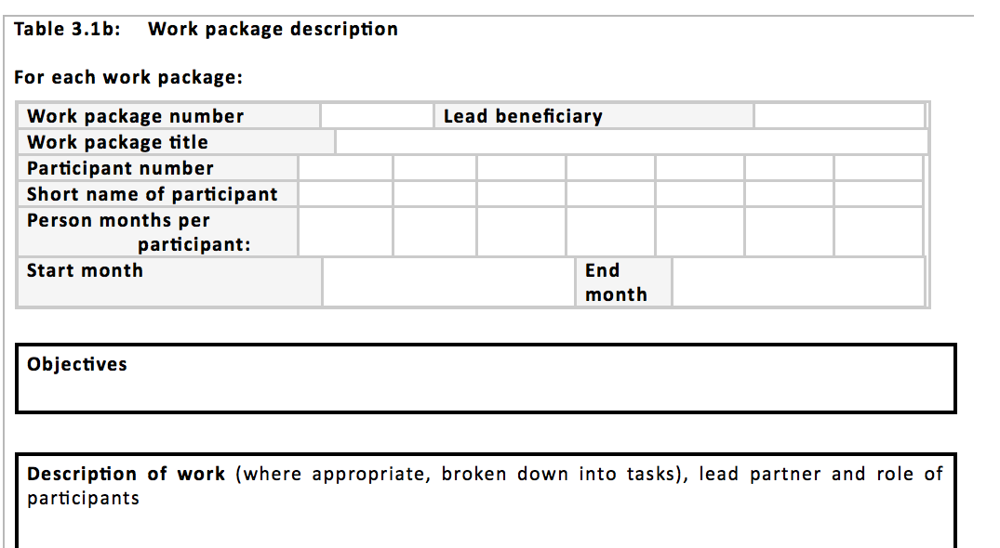 Table 3.1b: Work package description
For each work package:
Work package number Lead beneficiary
Work package title
Participant number
Short name of participant
Person months per
participant:
Start month End
month
Objectives
Description of work (where appropriate, broken down into tasks), lead partner and role of
participants